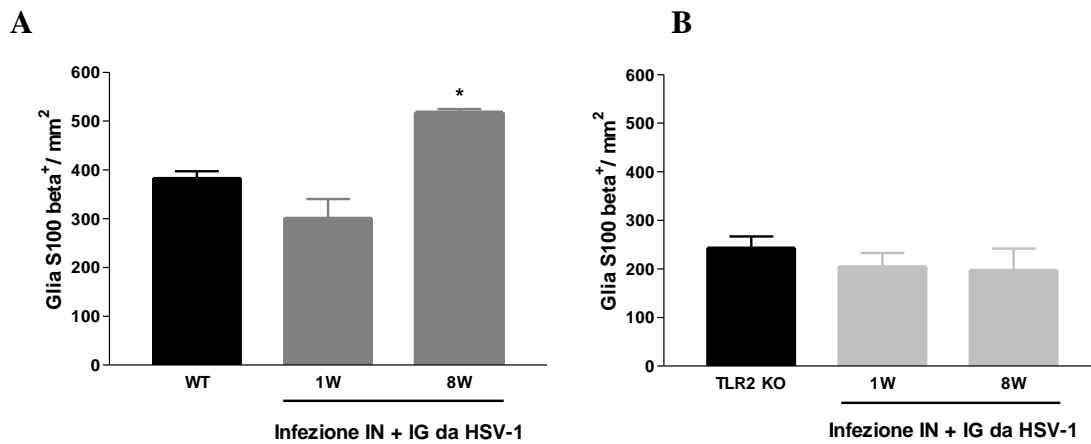 A
Glia S100 beta⁺/ mm²
600
500
400
300
200
100
0
*
WT
1W
8W
Infezione IN + IG da HSV-1
B
Glia S100 beta⁺/ mm²
600
500
400
300
200
100
0
TLR2 KO
1W
8W
Infezione IN + IG da HSV-1